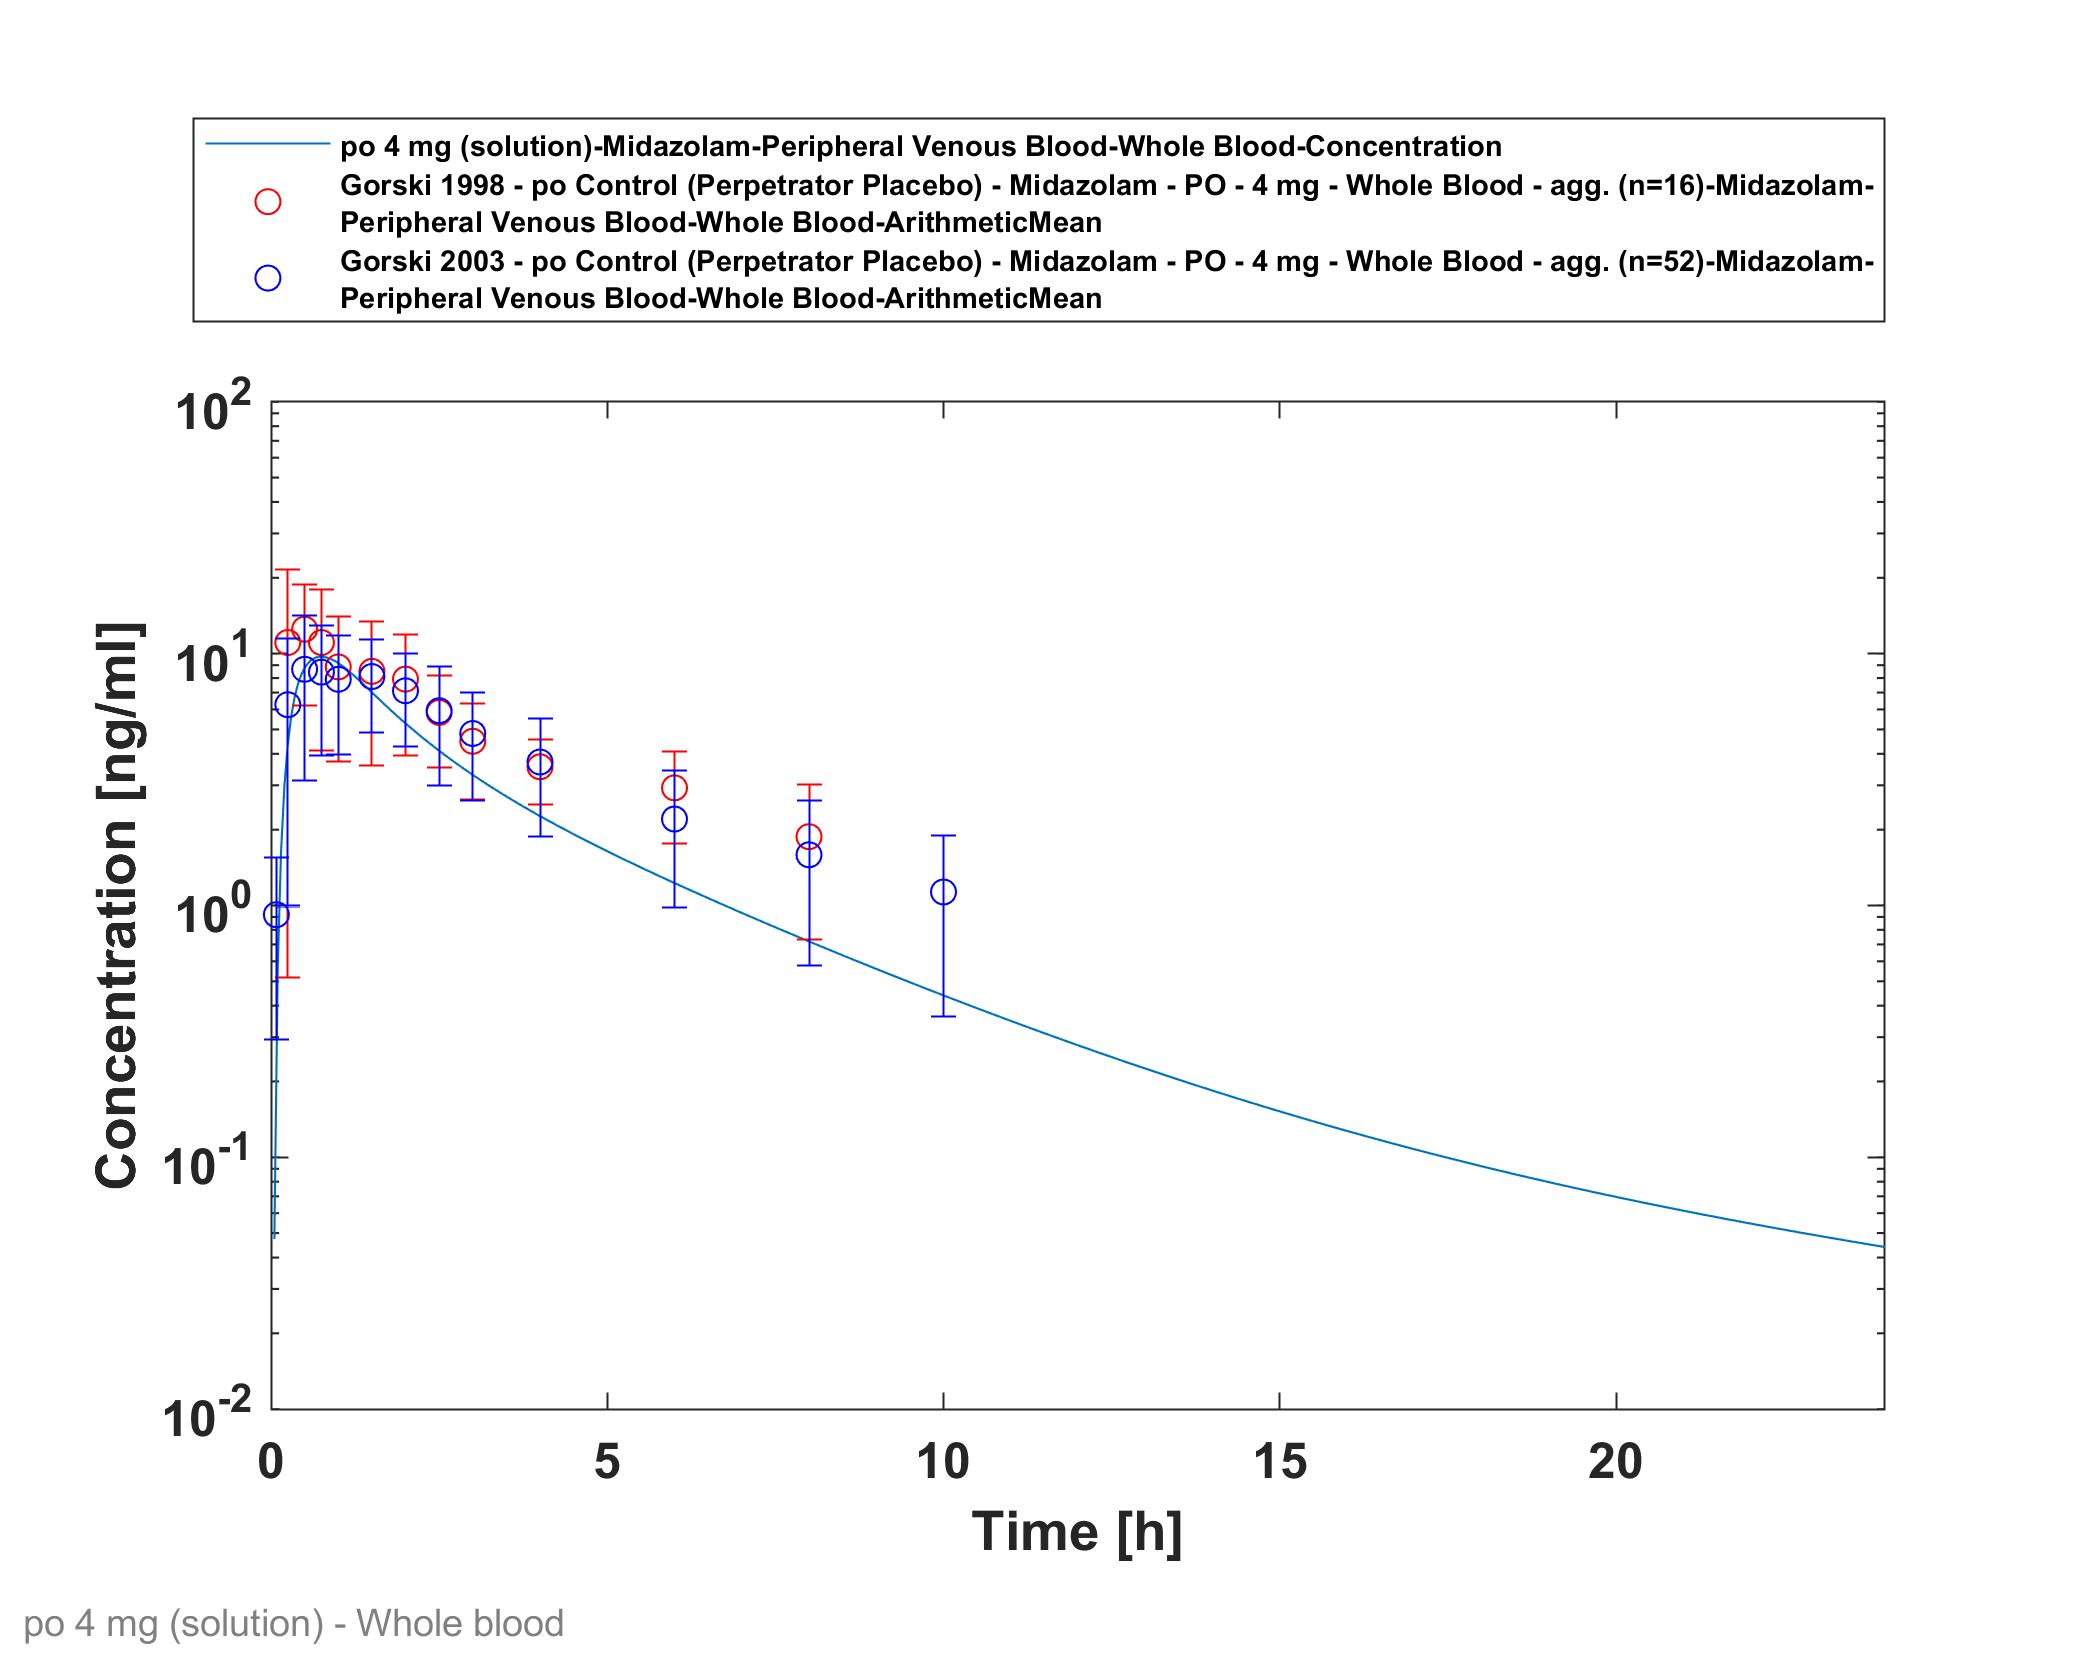 po 4 mg (solution)-Midazolam-Peripheral Venous Blood-Whole Blood-Concentration
Gorski 1998 - po Control (Perpetrator Placebo) - Midazolam - PO - 4 mg - Whole Blood - agg. (n=16)-Midazolam-
Peripheral Venous Blood-Whole Blood-ArithmeticMean
Gorski 2003 - po Control (Perpetrator Placebo) - Midazolam - PO - 4 mg - Whole Blood - agg. (n=52)-Midazolam-
Peripheral Venous Blood-Whole Blood-ArithmeticMean
10^2
10^1
10^0
10^-1
10^-2
Concentration [ng/ml]
0 5 10 15 20
Time [h]
po 4 mg (solution) - Whole blood